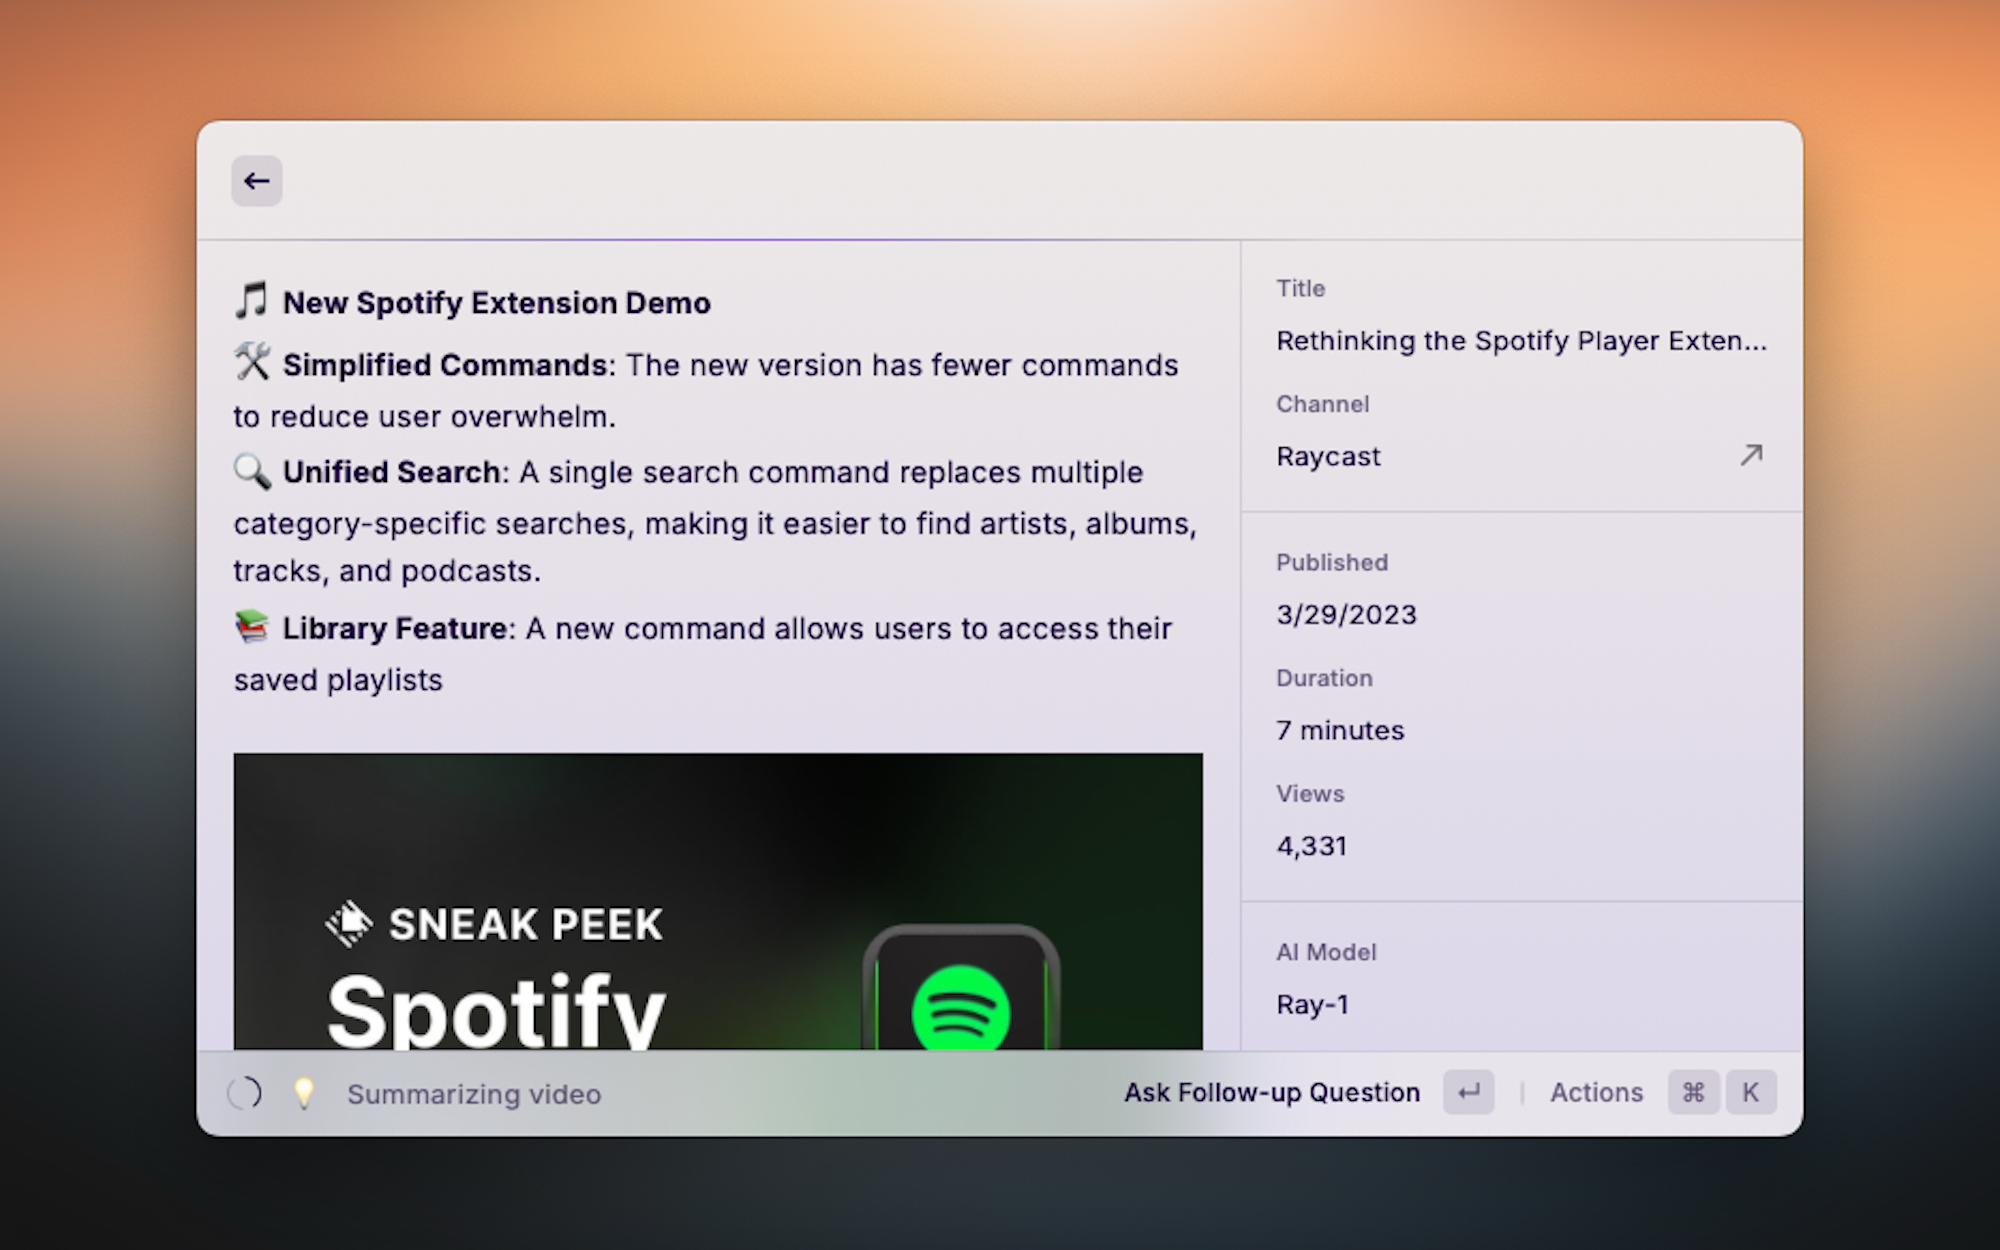 🎵 New Spotify Extension Demo
🛠 Simplified Commands: The new version has fewer commands
to reduce user overwhelm.
🔍 Unified Search: A single search command replaces multiple
category-specific searches, making it easier to find artists, albums,
tracks, and podcasts.
📚 Library Feature: A new command allows users to access their
saved playlists
SNEAK PEEK
Spotify
Title
Rethinking the Spotify Player Exten...
Channel
Raycast
Published
3/29/2023
Duration
7 minutes
Views
4,331
AI Model
Ray-1
💡 Summarizing video
Ask Follow-up Question ↵ | Actions ⌘ K